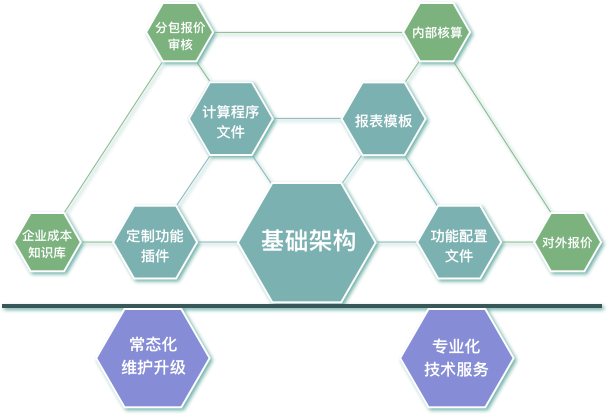 分包报价
审核
内部核算
计算程序
文件
报表模板
企业成本
知识库
定制功能
插件
基础架构
功能配置
文件
对外报价
常态化
维护升级
专业化
技术服务